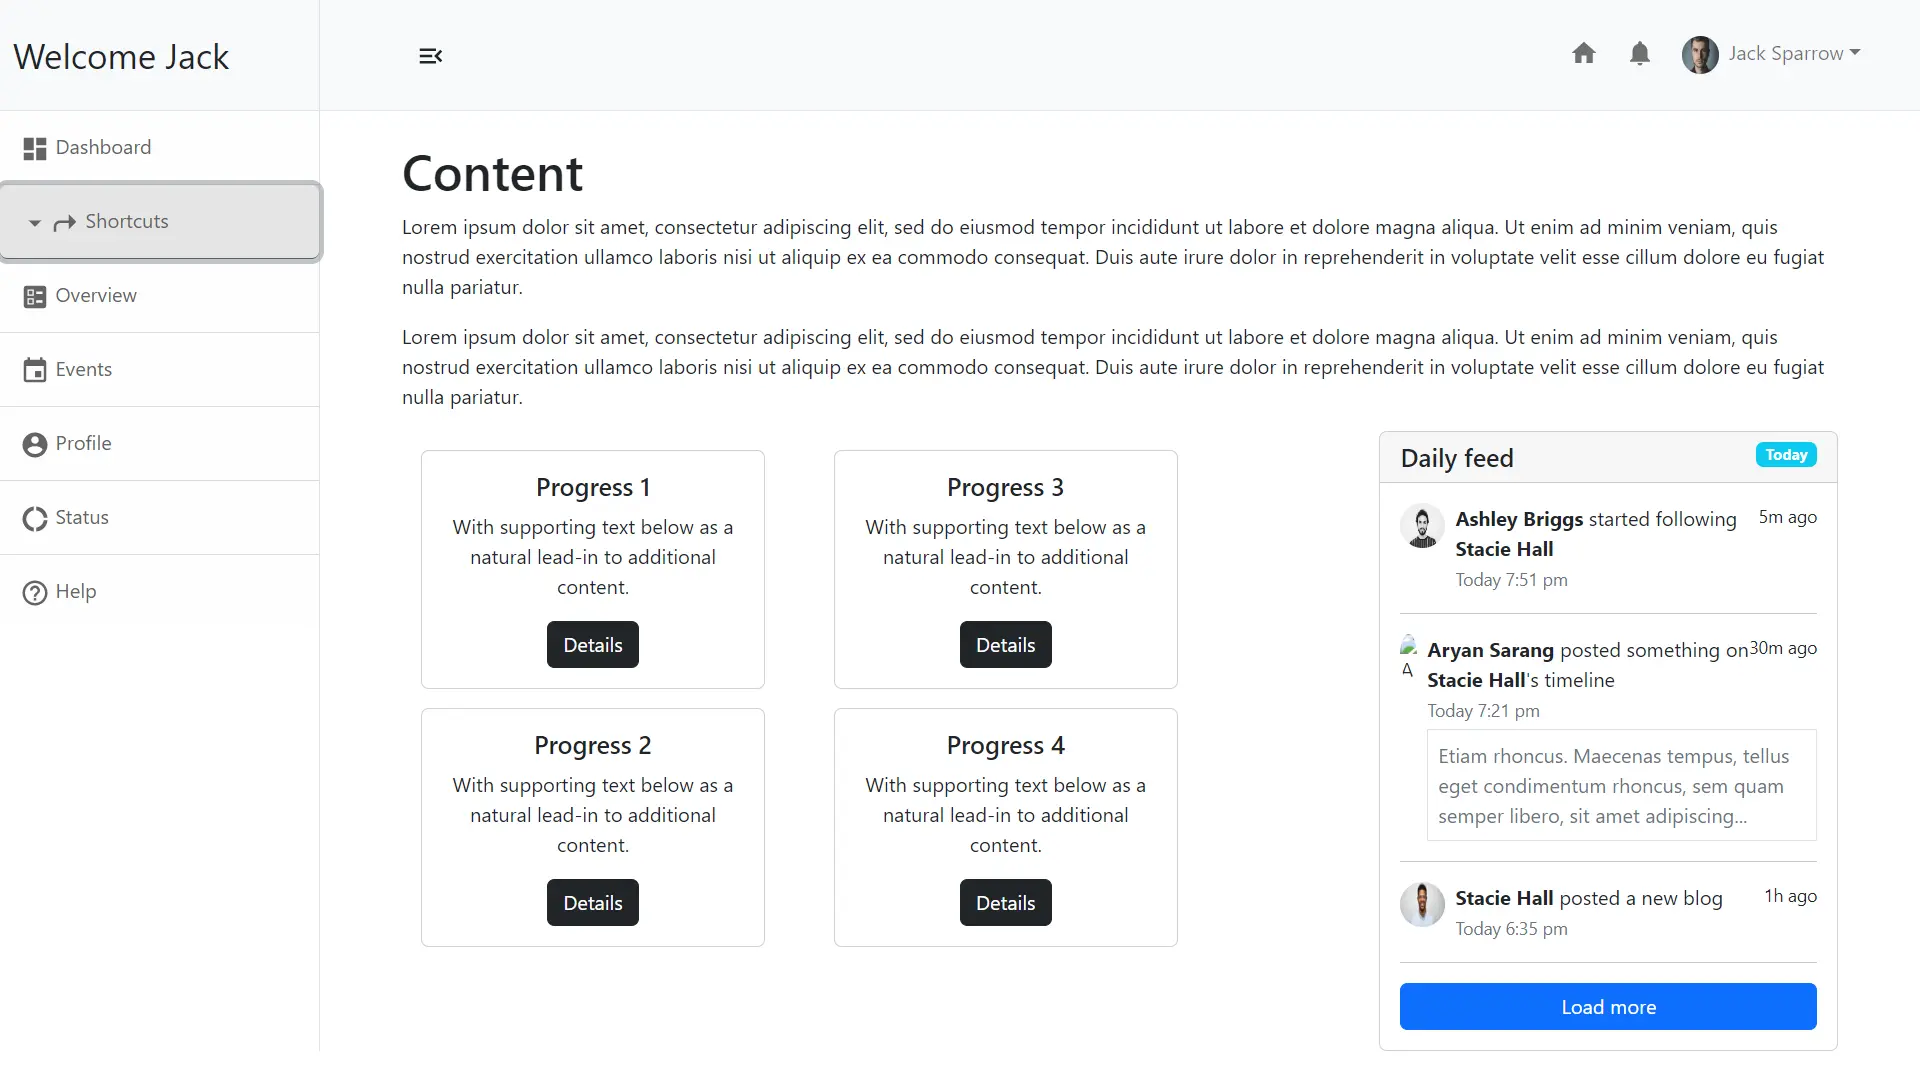 Welcome Jack
Jack Sparrow
Dashboard
Shortcuts
Overview
Events
Profile
Status
Help
Content
Lorem ipsum dolor sit amet, consectetur adipiscing elit, sed do eiusmod tempor incididunt ut labore et dolore magna aliqua. Ut enim ad minim veniam, quis
nostrud exercitation ullamco laboris nisi ut aliquip ex ea commodo consequat. Duis aute irure dolor in reprehenderit in voluptate velit esse cillum dolore eu fugiat
nulla pariatur.
Lorem ipsum dolor sit amet, consectetur adipiscing elit, sed do eiusmod tempor incididunt ut labore et dolore magna aliqua. Ut enim ad minim veniam, quis
nostrud exercitation ullamco laboris nisi ut aliquip ex ea commodo consequat. Duis aute irure dolor in reprehenderit in voluptate velit esse cillum dolore eu fugiat
nulla pariatur.
Progress 1
With supporting text below as a
natural lead-in to additional
content.
Details
Progress 3
With supporting text below as a
natural lead-in to additional
content.
Details
Progress 2
With supporting text below as a
natural lead-in to additional
content.
Details
Progress 4
With supporting text below as a
natural lead-in to additional
content.
Details
Daily feed
Today
Ashley Briggs started following
5m ago
Stacie Hall
Today 7:51 pm
A
Aryan Sarang posted something on
30m ago
Stacie Hall's timeline
Today 7:21 pm
Etiam rhoncus. Maecenas tempus, tellus
eget condimentum rhoncus, sem quam
semper libero, sit amet adipiscing...
Stacie Hall posted a new blog
1h ago
Today 6:35 pm
Load more